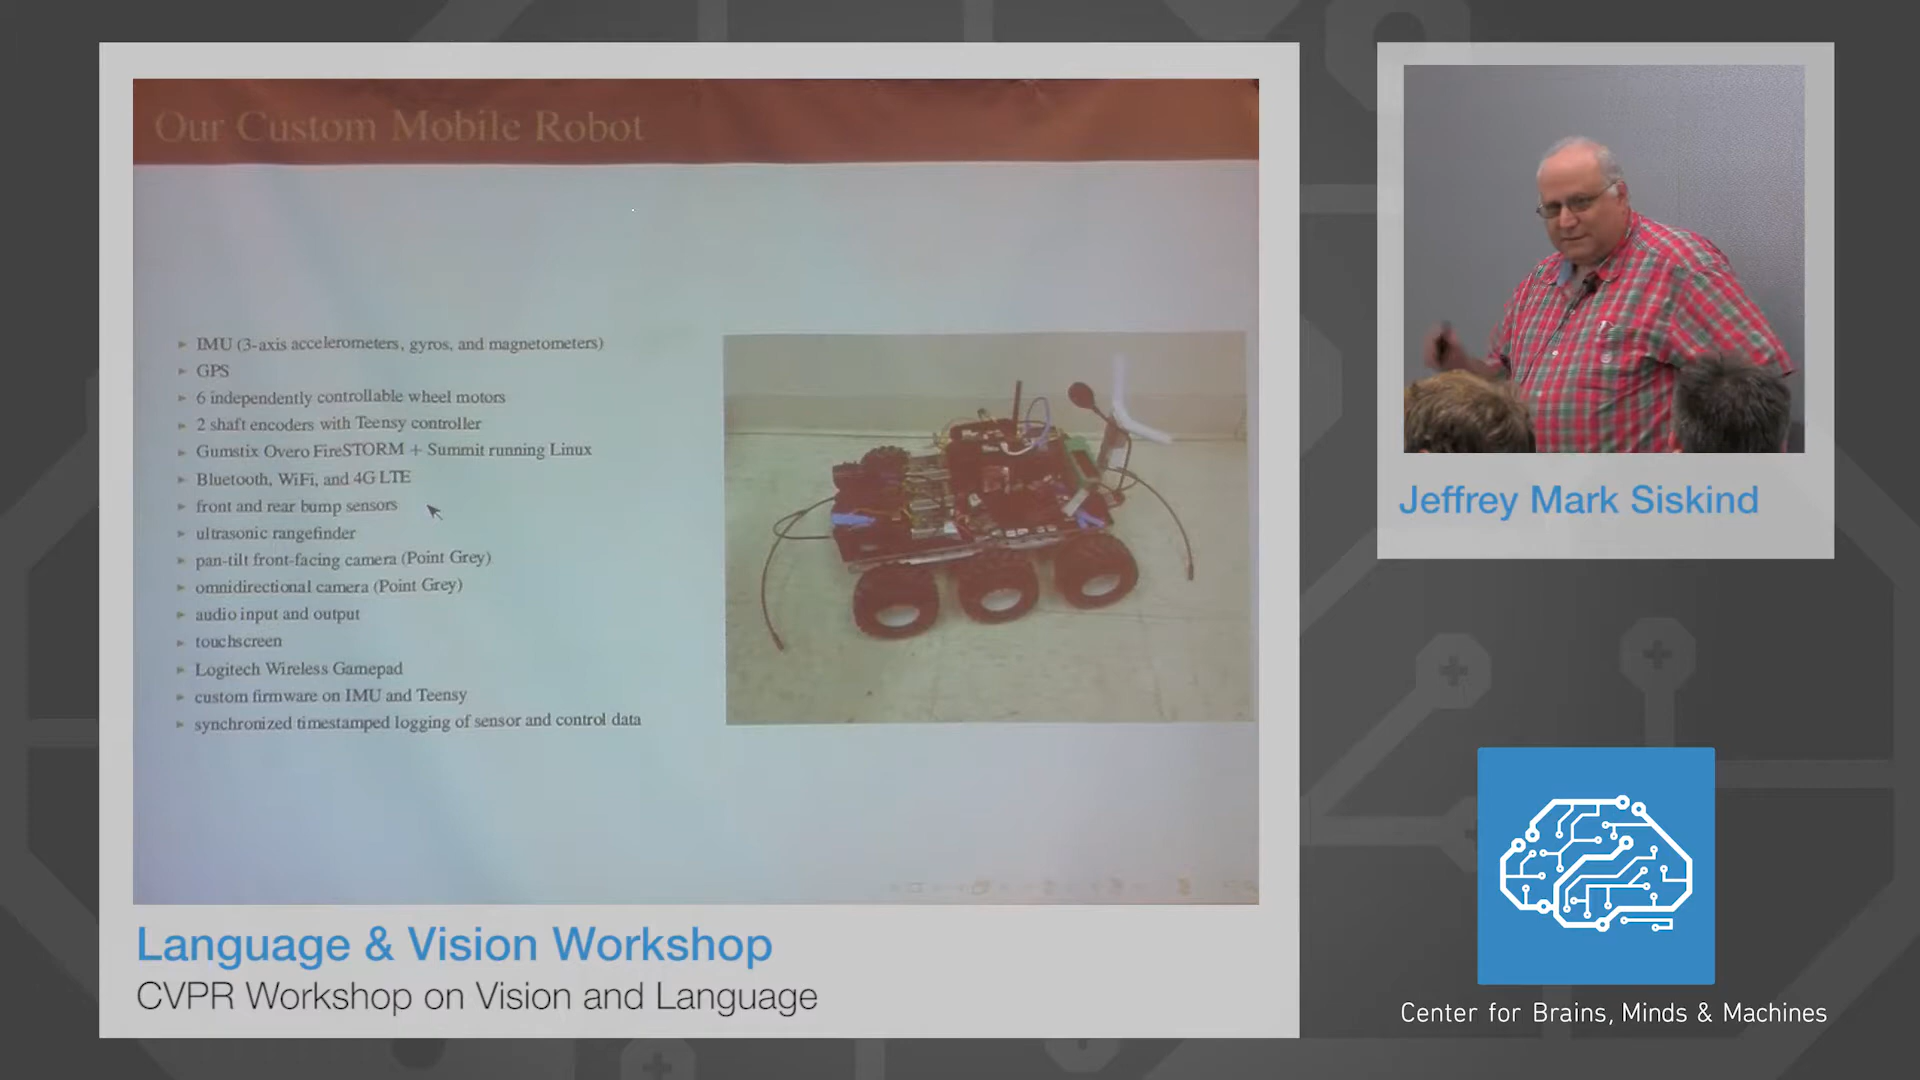 Our Custom Mobile Robot
IMU (3-axis accelerometers, gyros, and magnetometers)
GPS
6 independently controllable wheel motors
2 shaft encoders with Teensy controller
Gumstix Overo FireSTORM + Summit running Linux
Bluetooth, WiFi, and 4G LTE
front and rear bump sensors
ultrasonic rangefinder
pan-tilt front-facing camera (Point Grey)
omnidirectional camera (Point Grey)
audio input and output
touchscreen
Logitech Wireless Gamepad
custom firmware on IMU and Teensy
synchronized timestamped logging of sensor and control data
Language & Vision Workshop
CVPR Workshop on Vision and Language
Jeffrey Mark Siskind
Center for Brains, Minds & Machines